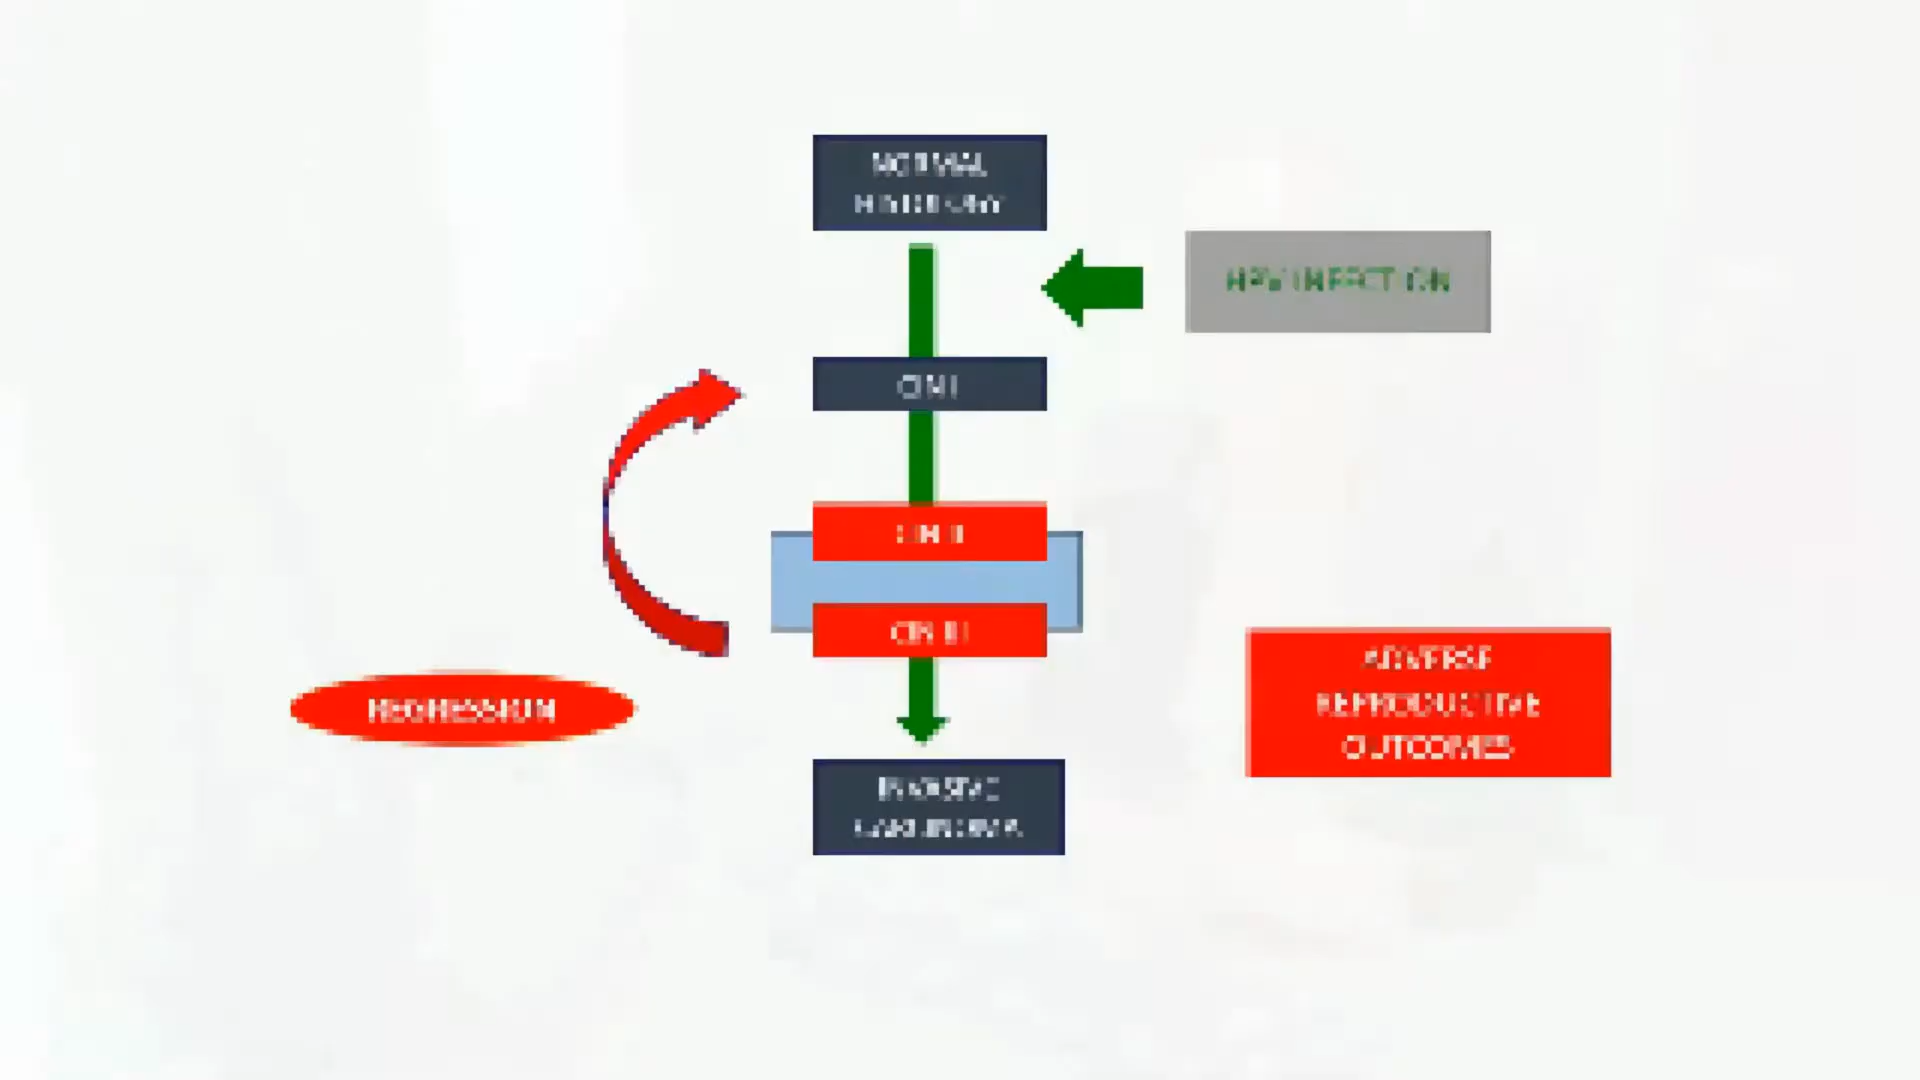 NORMAL
HISTOLOGY
HPV INFECTION
CIN I
CIN II
CIN III
REGRESSION
ADVERSE
REPRODUCTIVE
OUTCOMES
INVASIVE
CARCINOMA